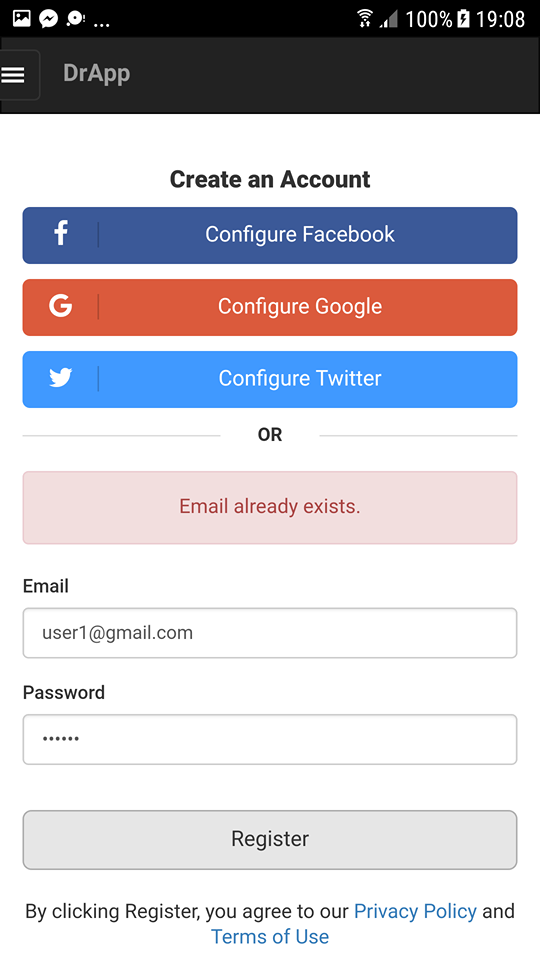 ... 100% 19:08
DrApp
Create an Account
Configure Facebook
Configure Google
Configure Twitter
OR
Email already exists.
Email
user1@gmail.com
Password
••••••
Register
By clicking Register, you agree to our Privacy Policy and
Terms of Use